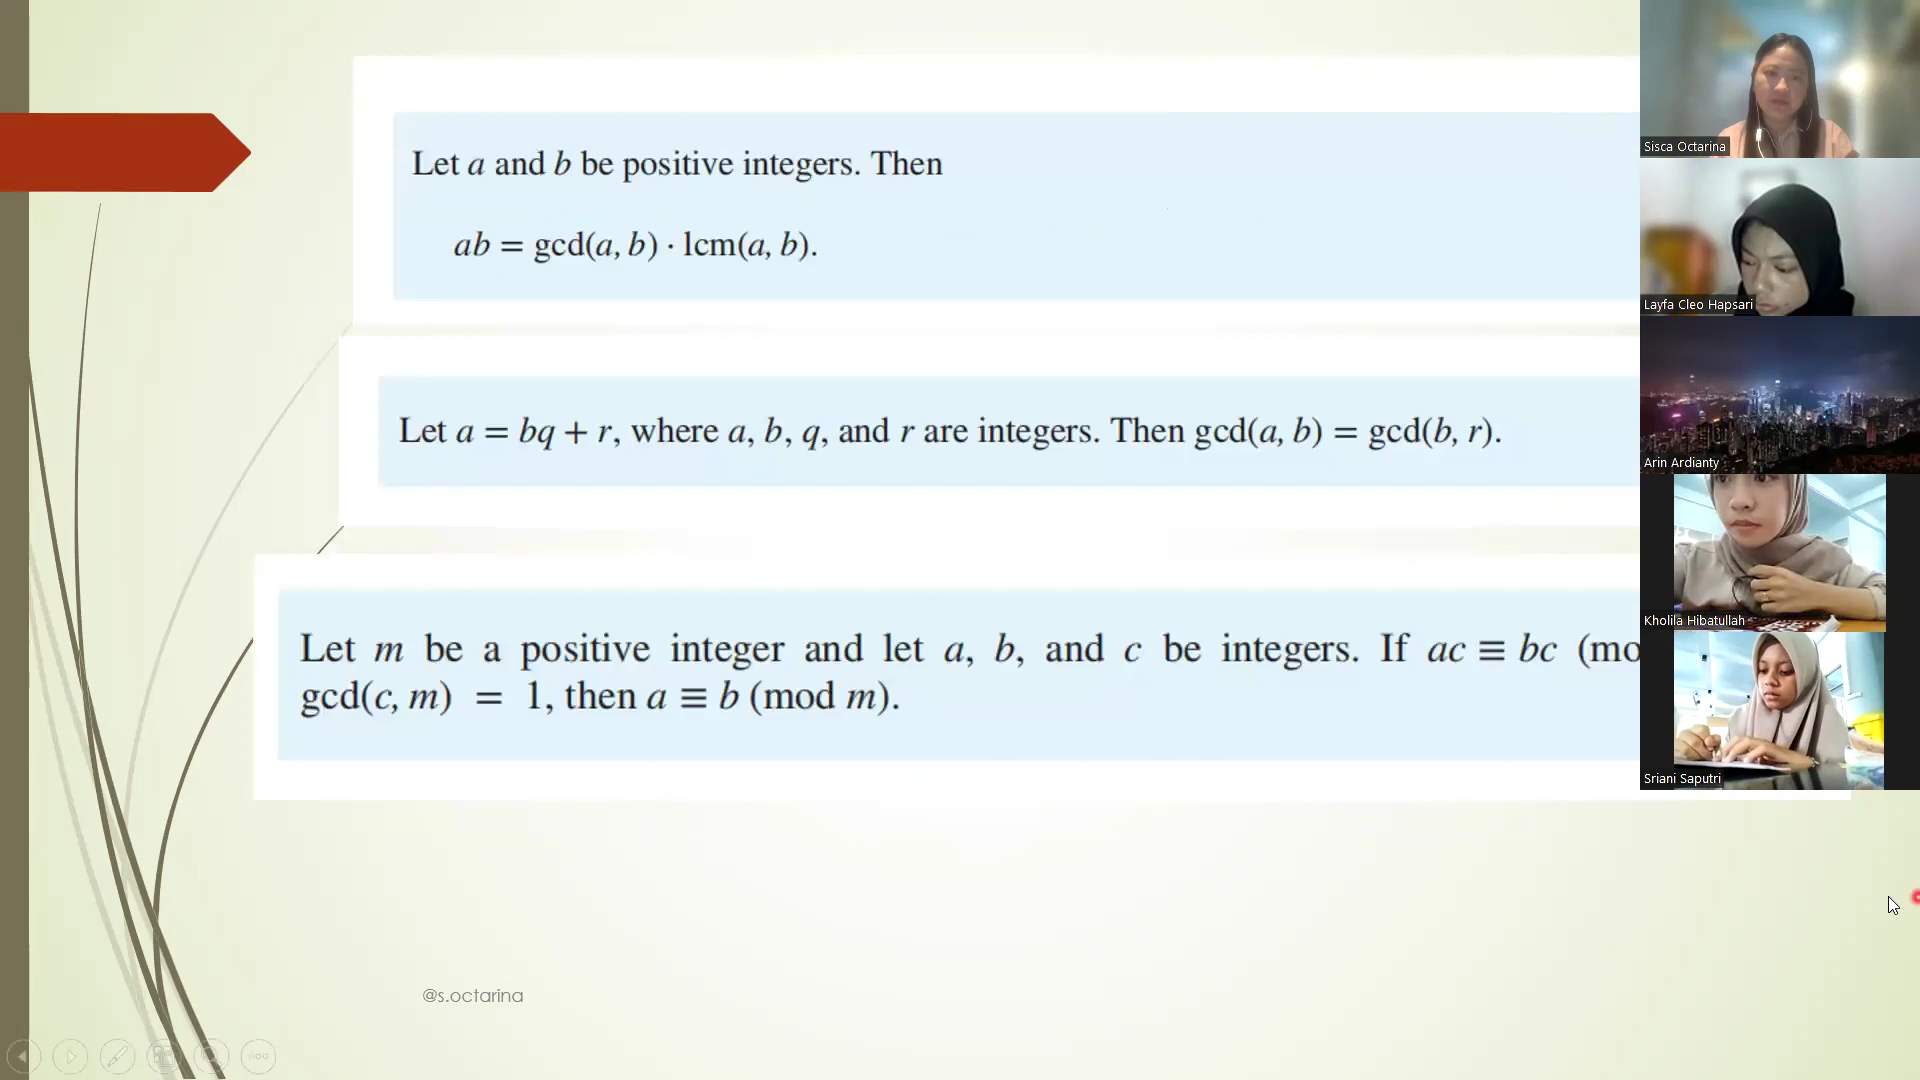 Let a and b be positive integers. Then
ab = gcd(a, b) · lcm(a, b).
Let a = bq + r, where a, b, q, and r are integers. Then gcd(a, b) = gcd(b, r).
Let m be a positive integer and let a, b, and c be integers. If ac ≡ bc (mo
gcd(c, m) = 1, then a ≡ b (mod m).
@s.octarina
Sisca Octarina
Layfa Cleo Hapsari
Arin Ardianty
Kholila Hibatullah
Sriani Saputri